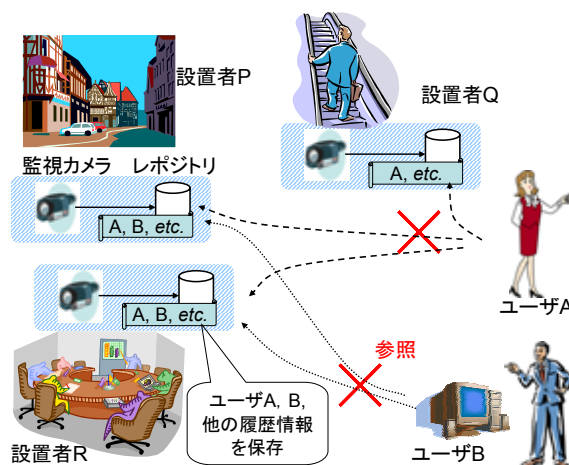 設置者P
設置者Q
監視カメラ レポジトリ
A, etc.
A, B, etc.
ユーザA
A, B, etc.
参照
ユーザA, B,
他の履歴情報
を保存
設置者R
ユーザB